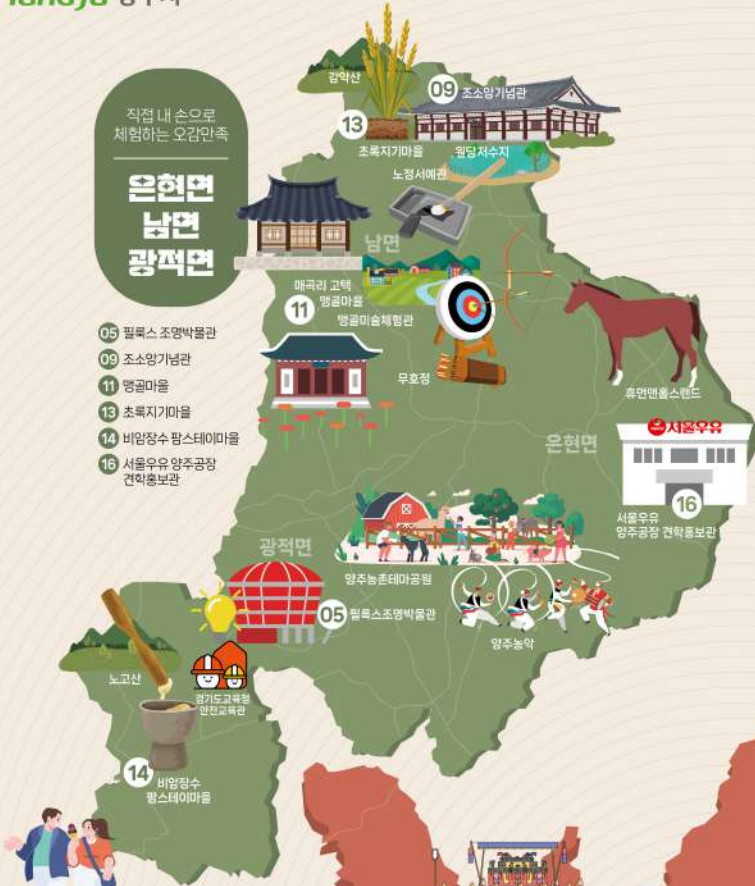 직접 내 손으로
체험하는 오감만족
은현면
남면
광적면
05 필룩스 조명박물관
09 조소앙기념관
11 맹골마을
13 초록지기마을
14 비암장수 팜스테이마을
16 서울우유 양주공장
견학홍보관
감악산
09 조소앙기념관
13
초록지기마을
원당저수지
노정서예관
남면
매곡리 고택
11 맹골마을
맹골미술체험관
무호정
휴먼앤홀스랜드
은현면
서울우유
16
서울우유
양주공장 견학홍보관
광적면
양주농촌테마공원
05 필룩스조명박물관
양주농악
노고산
경기도교육청
안전교육관
14 비암장수
팜스테이마을